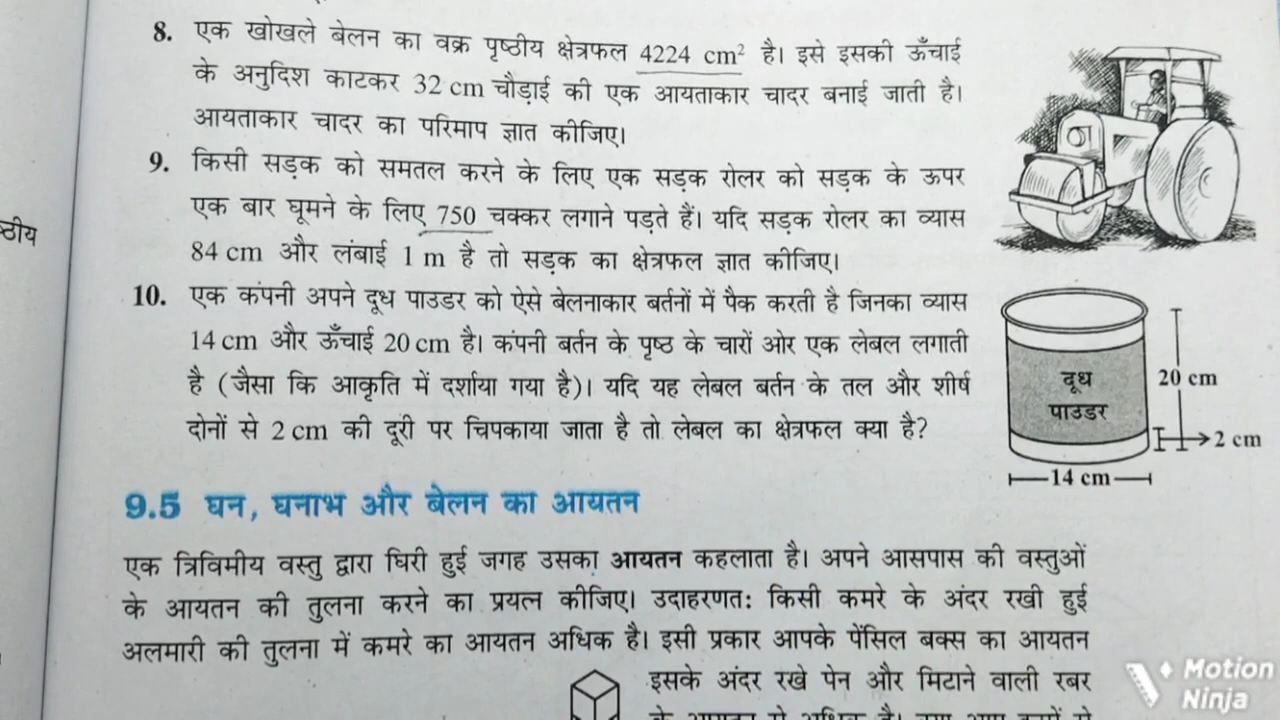 8. एक खोखले बेलन का वक्र पृष्ठीय क्षेत्रफल 4224 cm² है। इसे इसकी ऊँचाई
के अनुदिश काटकर 32 cm चौड़ाई की एक आयताकार चादर बनाई जाती है।
आयताकार चादर का परिमाप ज्ञात कीजिए।
9. किसी सड़क को समतल करने के लिए एक सड़क रोलर को सड़क के ऊपर
एक बार घूमने के लिए 750 चक्कर लगाने पड़ते हैं। यदि सड़क रोलर का व्यास
84 cm और लंबाई 1 m है तो सड़क का क्षेत्रफल ज्ञात कीजिए।
10. एक कंपनी अपने दूध पाउडर को ऐसे बेलनाकार बर्तनों में पैक करती है जिनका व्यास
14 cm और ऊँचाई 20 cm है। कंपनी बर्तन के पृष्ठ के चारों ओर एक लेबल लगाती
है (जैसा कि आकृति में दर्शाया गया है)। यदि यह लेबल बर्तन के तल और शीर्ष
दोनों से 2 cm की दूरी पर चिपकाया जाता है तो लेबल का क्षेत्रफल क्या है?
दूध
पाउडर
20 cm
2 cm
14 cm
9.5 घन, घनाभ और बेलन का आयतन
एक त्रिविमीय वस्तु द्वारा घिरी हुई जगह उसका आयतन कहलाता है। अपने आसपास की वस्तुओं
के आयतन की तुलना करने का प्रयत्न कीजिए। उदाहरणतः किसी कमरे के अंदर रखी हुई
अलमारी की तुलना में कमरे का आयतन अधिक है। इसी प्रकार आपके पेंसिल बक्स का आयतन
इसके अंदर रखे पेन और मिटाने वाली रबर
Motion
Ninja